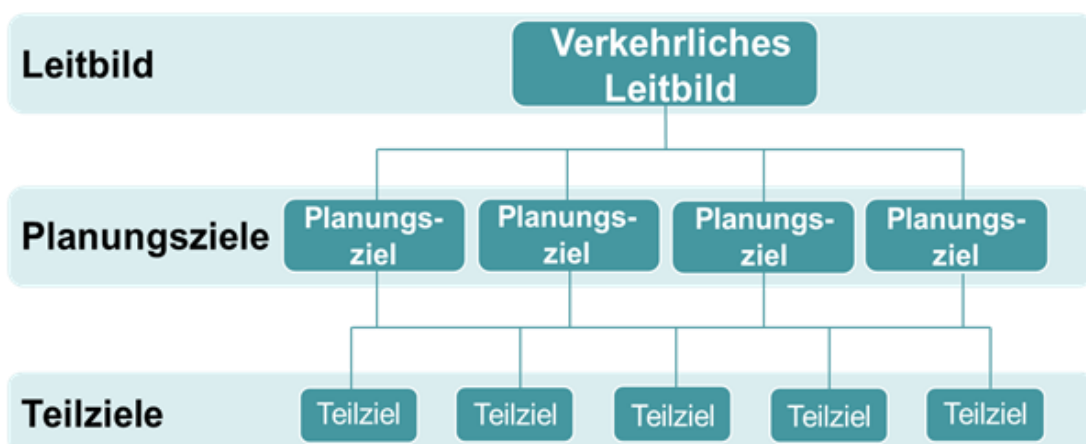 Leitbild
Verkehrliches
Leitbild
Planungsziele
Planungs-
ziel
Planungs-
ziel
Planungs-
ziel
Planungs-
ziel
Teilziele
Teilziel
Teilziel
Teilziel
Teilziel
Teilziel